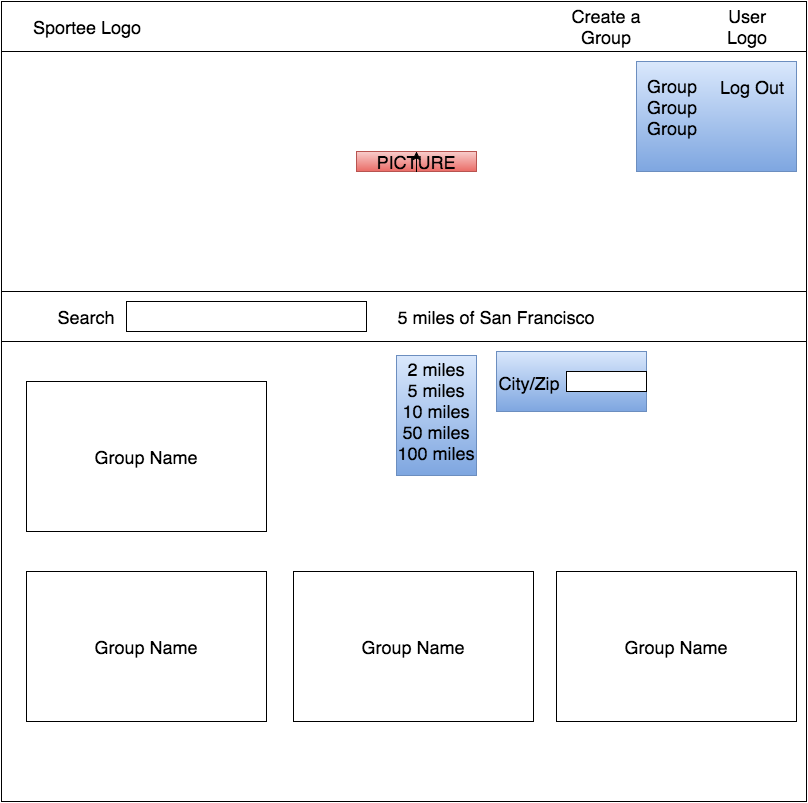 Sportee Logo
Create a
Group
User
Logo
Group
Group
Group
Log Out
PICTURE
Search
5 miles of San Francisco
2 miles
5 miles
10 miles
50 miles
100 miles
City/Zip
Group Name
Group Name
Group Name
Group Name